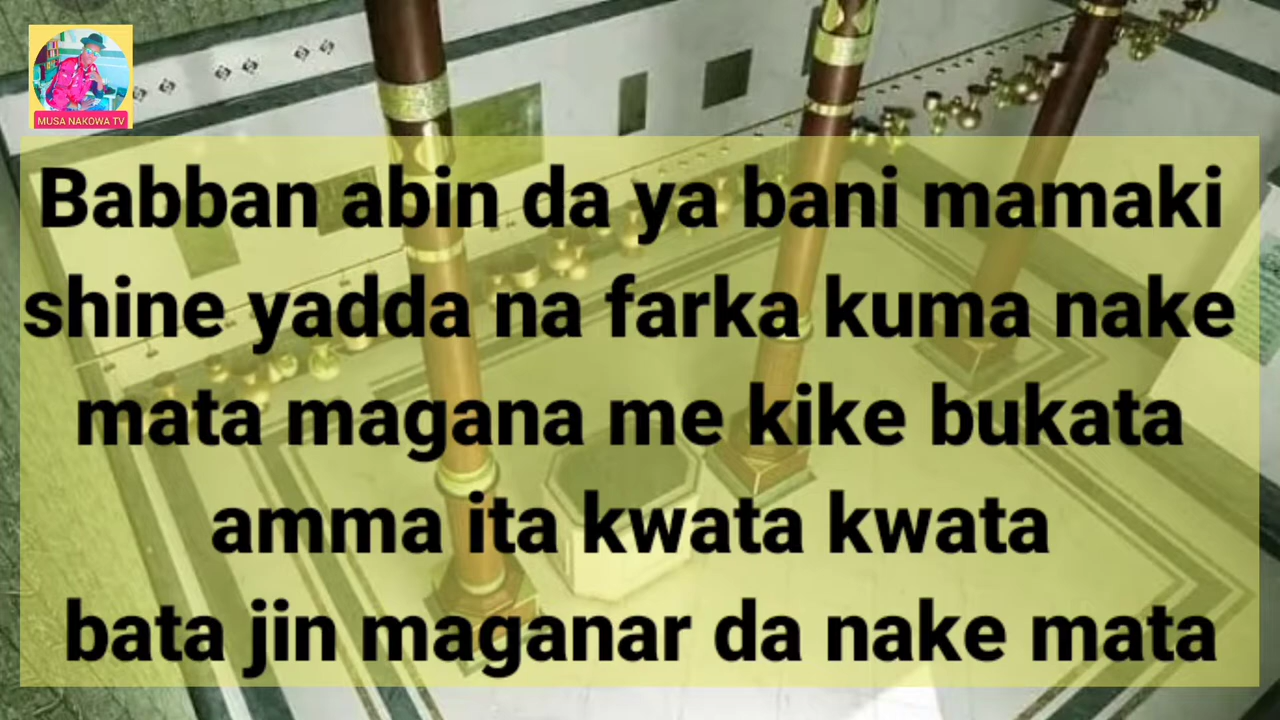 MUSA NAKOWA TV
Babban abin da ya bani mamaki
shine yadda na farka kuma nake
mata magana me kike bukata
amma ita kwata kwata
bata jin maganar da nake mata